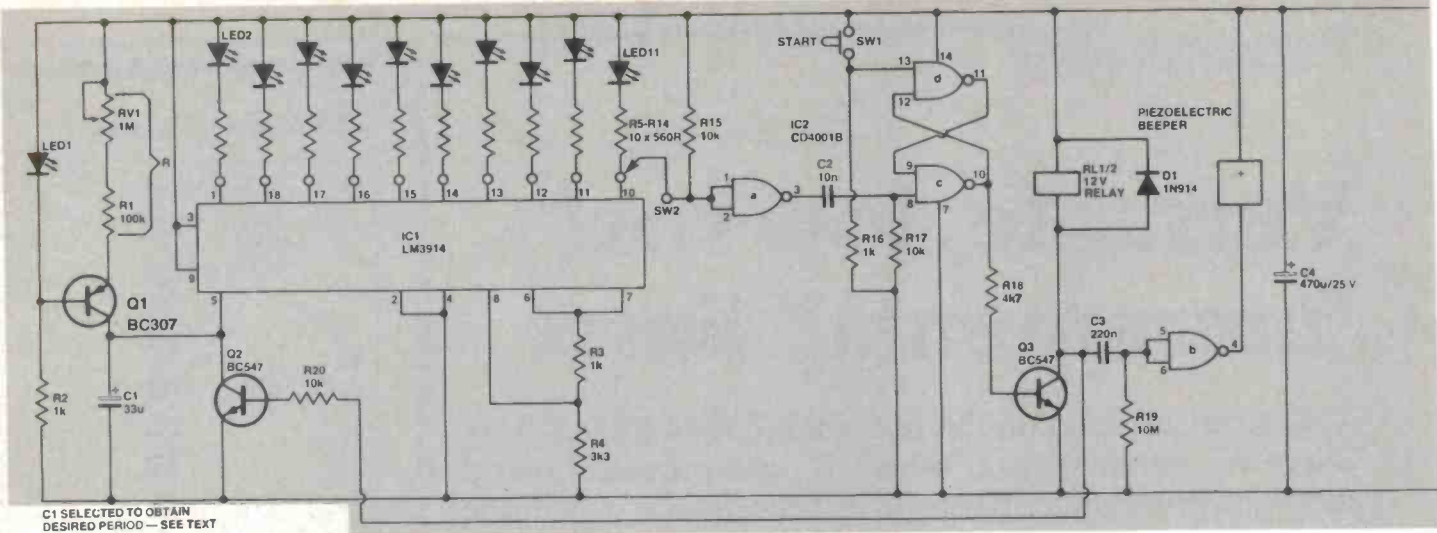 LED1
RV1
1M
R
R1
100k
Q1
BC307
R2
1k
C1
33u
LED2
LED11
R5-R14
10 x 560R
1
18
17
16
15
14
13
12
11
10
3
9
IC1
LM3914
5
2
4
8
6
7
Q2
BC547
R20
10k
R3
1k
R4
3k3
SW2
R15
10k
1
2
a
3
C2
10n
START
SW1
IC2
CD4001B
13
12
14
d
11
9
8
c
10
7
R16
1k
R17
10k
R18
4k7
Q3
BC547
RL1/2
12 V
RELAY
D1
1N914
PIEZOELECTRIC
BEEPER
+
C3
220n
5
6
b
4
R19
10M
+
C4
470u/25 V
C1 SELECTED TO OBTAIN
DESIRED PERIOD — SEE TEXT